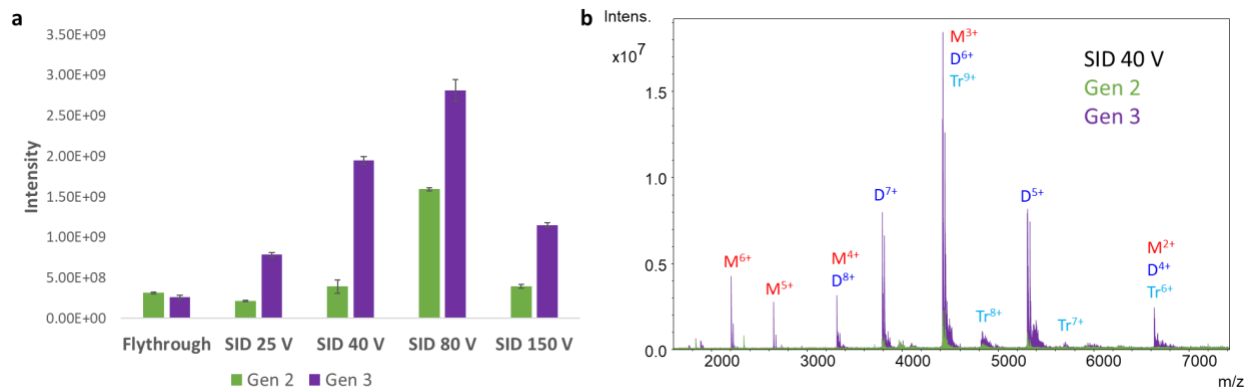 a
3.50E+09
3.00E+09
2.50E+09
2.00E+09
1.50E+09
1.00E+09
5.00E+08
0.00E+00
Intensity
Flythrough SID 25 V SID 40 V SID 80 V SID 150 V
Gen 2 Gen 3
b
Intens.
x10⁷
1.5
1.0
0.5
0.0
M³⁺
D⁶⁺
Tr⁹⁺
SID 40 V
Gen 2
Gen 3
D⁷⁺
D⁵⁺
M⁶⁺
M⁵⁺
M⁴⁺
D⁸⁺
Tr⁸⁺
Tr⁷⁺
M²⁺
D⁴⁺
Tr⁶⁺
2000 3000 4000 5000 6000 7000
m/z